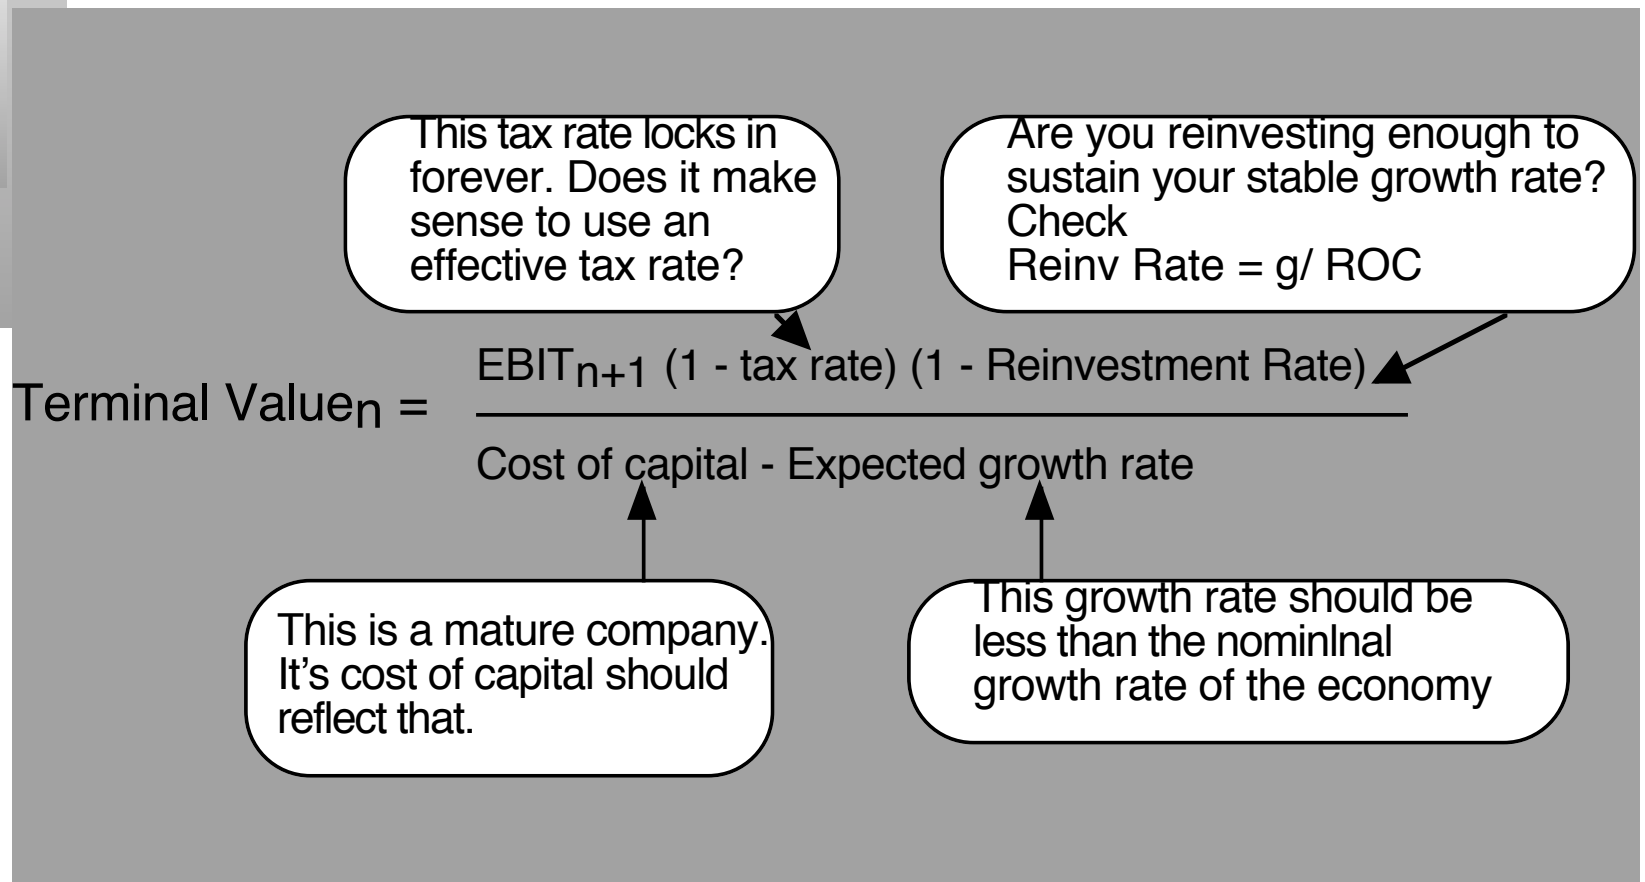 This tax rate locks in
forever. Does it make
sense to use an
effective tax rate?
Are you reinvesting enough to
sustain your stable growth rate?
Check
Reinv Rate = g/ ROC
EBITn+1 (1 - tax rate) (1 - Reinvestment Rate)
Terminal Valuen =
Cost of capital - Expected growth rate
This is a mature company.
It's cost of capital should
reflect that.
This growth rate should be
less than the nominlnal
growth rate of the economy